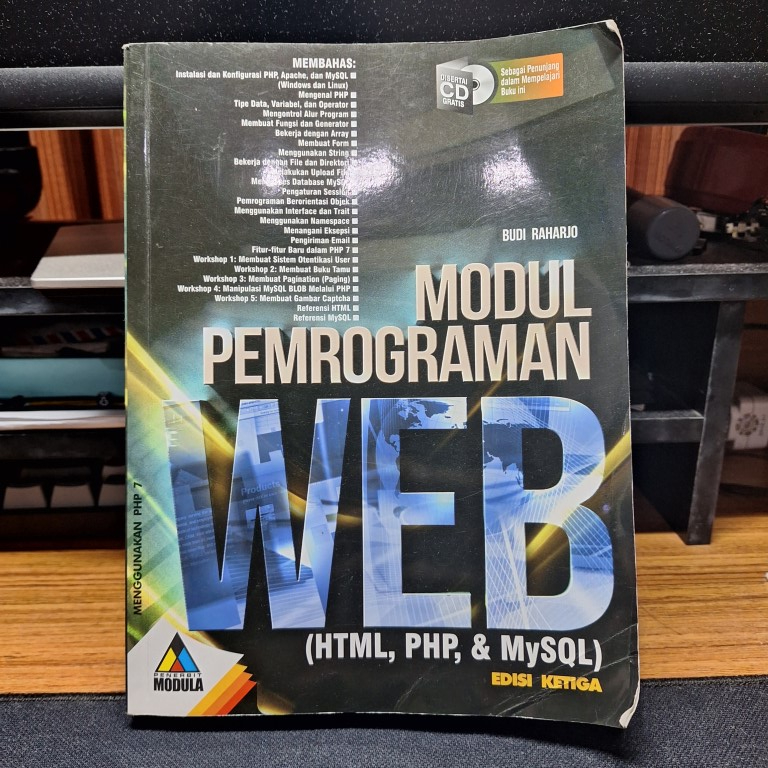 MEMBAHAS:
Instalasi dan Konfigurasi PHP, Apache, dan MySQL
(Windows dan Linux)
Mengenal PHP
Tipe Data, Variabel, dan Operator
Mengontrol Alur Program
Membuat Fungsi dan Generator
Bekerja dengan Array
Membuat Form
Menggunakan String
Bekerja dengan File dan Direktori
Melakukan Upload File
Database MySQL
Pengaturan Session
Pemrograman Berorientasi Objek
Menggunakan Interface dan Trait
Menggunakan Namespace
Menangani Eksepsi
Pengiriman Email
Fitur-fitur Baru dalam PHP 7
Workshop 1: Membuat Sistem Otentikasi User
Workshop 2: Membuat Buku Tamu
Workshop 3: Membuat Pagination (Paging)
Workshop 4: Manipulasi MySQL BLOB Melalui PHP
Workshop 5: Membuat Gambar Captcha
Referensi HTML
Referensi MySQL
DISERTAI
CD
GRATIS
Sebagai Penunjang
dalam Mempelajari
Buku ini
BUDI RAHARJO
MODUL
PEMROGRAMAN
WEB
(HTML, PHP, & MySQL)
EDISI KETIGA
MENGGUNAKAN PHP 7
PENERBIT
MODULA